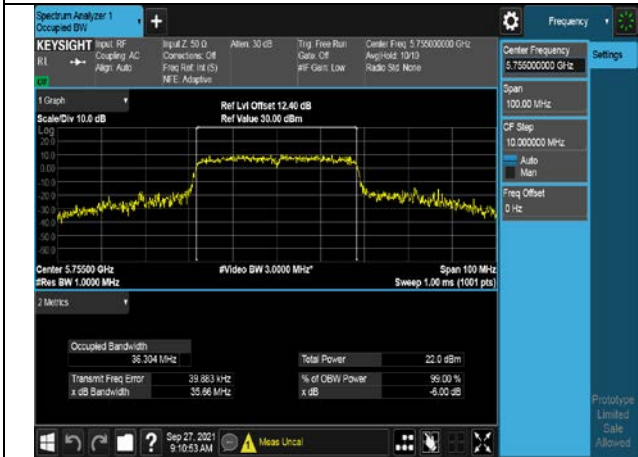 Spectrum Analyzer 1
Occupied BW
+
Frequency
KEYSIGHT Input: RF
RL
Coupling: AC
Align: Auto
Input Z: 50 Ω
Corrections: Off
Freq Ref: Int (S)
NFE: Adaptive
Atten: 30 dB
Trig: Free Run
Gate: Off
#IF Gain: Low
Center Freq: 5.755000000 GHz
Avg|Hold: 10/10
Radio Std: None
Center Frequency
5.755000000 GHz
Settings
Span
100.00 MHz
CF Step
10.000000 MHz
Auto
Man
Freq Offset
0 Hz
1 Graph
Scale/Div 10.0 dB
Ref Lvl Offset 12.40 dB
Ref Value 30.00 dBm
Log
20.0
10.0
0.00
-10.0
-20.0
-30.0
-40.0
-50.0
-60.0
Center 5.75500 GHz
#Res BW 1.0000 MHz
#Video BW 3.0000 MHz*
Span 100 MHz
Sweep 1.00 ms (1001 pts)
2 Metrics
Occupied Bandwidth
36.304 MHz
Total Power 22.0 dBm
Transmit Freq Error 39.883 kHz
% of OBW Power 99.00 %
x dB Bandwidth 35.66 MHz
x dB -6.00 dB
Prototype
Limited
Sale
Allowed
?
Sep 27, 2021
9:10:53 AM
Meas Uncal